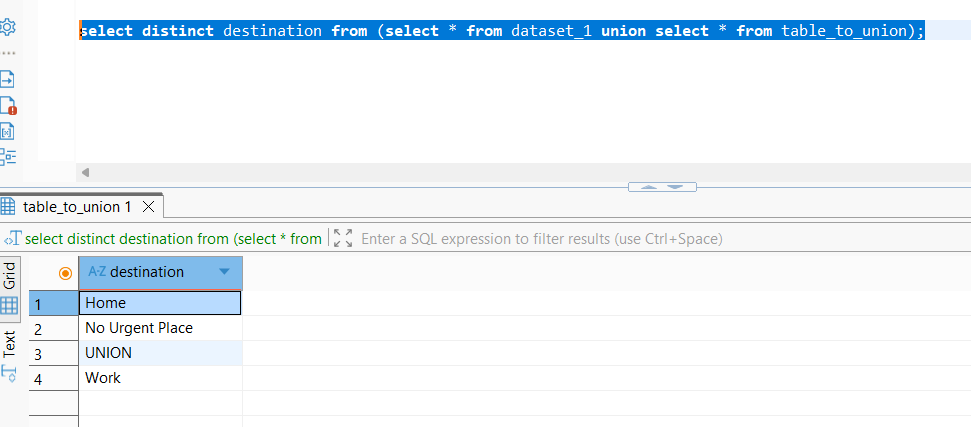 select distinct destination from (select * from dataset_1 union select * from table_to_union);
table_to_union 1
select distinct destination from (select * from
Enter a SQL expression to filter results (use Ctrl+Space)
Grid
Text
A-Z destination
1 Home
2 No Urgent Place
3 UNION
4 Work